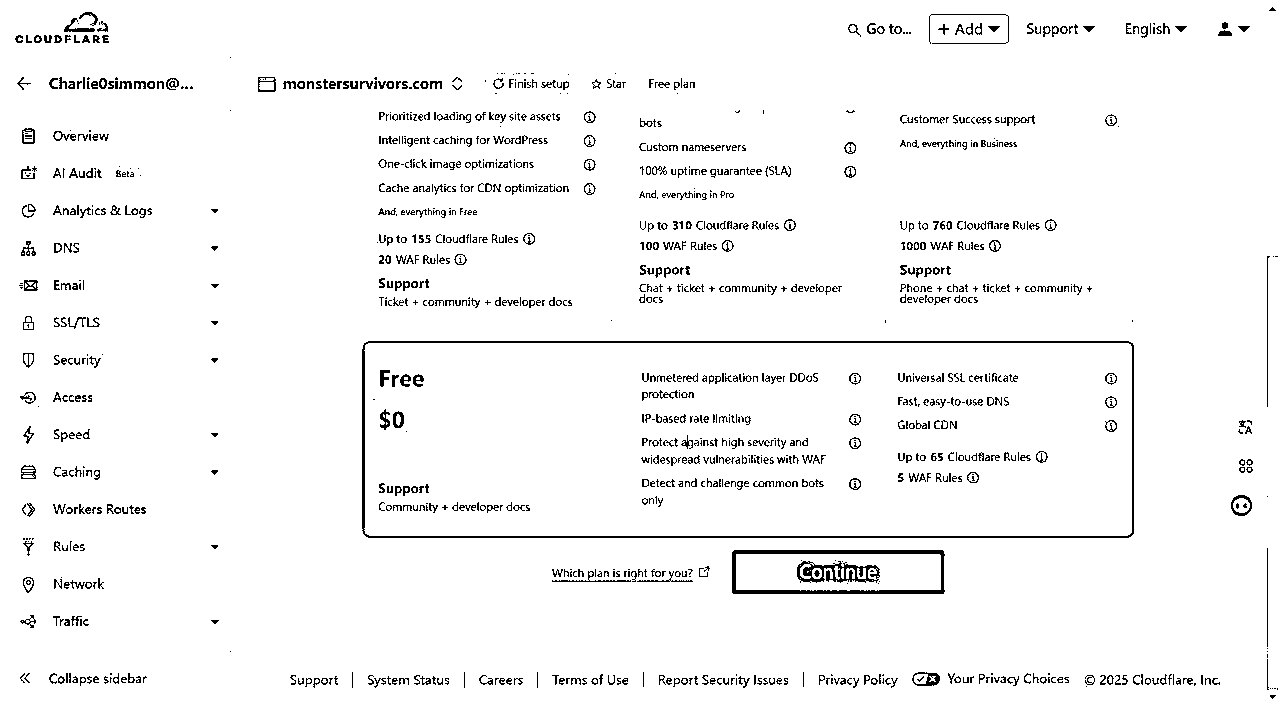 CLOUDFLARE
Go to...
+ Add
Support
English
Charlie0simmon@...
monstersurvivors.com
Finish setup
Star
Free plan
Overview
AI Audit Beta
Analytics & Logs
DNS
Email
SSL/TLS
Security
Access
Speed
Caching
Workers Routes
Rules
Network
Traffic
Collapse sidebar
Prioritized loading of key site assets
Intelligent caching for WordPress
One-click image optimizations
Cache analytics for CDN optimization
And, everything in Free
Up to 155 Cloudflare Rules
20 WAF Rules
Support
Ticket + community + developer docs
bots
Custom nameservers
100% uptime guarantee (SLA)
And, everything in Pro
Up to 310 Cloudflare Rules
100 WAF Rules
Support
Chat + ticket + community + developer
docs
Customer Success support
And, everything in Business
Up to 760 Cloudflare Rules
1000 WAF Rules
Support
Phone + chat + ticket + community +
developer docs
Free
$0
Support
Community + developer docs
Unmetered application layer DDoS
protection
IP-based rate limiting
Protect against high severity and
widespread vulnerabilities with WAF
Detect and challenge common bots
only
Universal SSL certificate
Fast, easy-to-use DNS
Global CDN
Up to 65 Cloudflare Rules
5 WAF Rules
Which plan is right for you?
Continue
Support
System Status
Careers
Terms of Use
Report Security Issues
Privacy Policy
Your Privacy Choices
© 2025 Cloudflare, Inc.